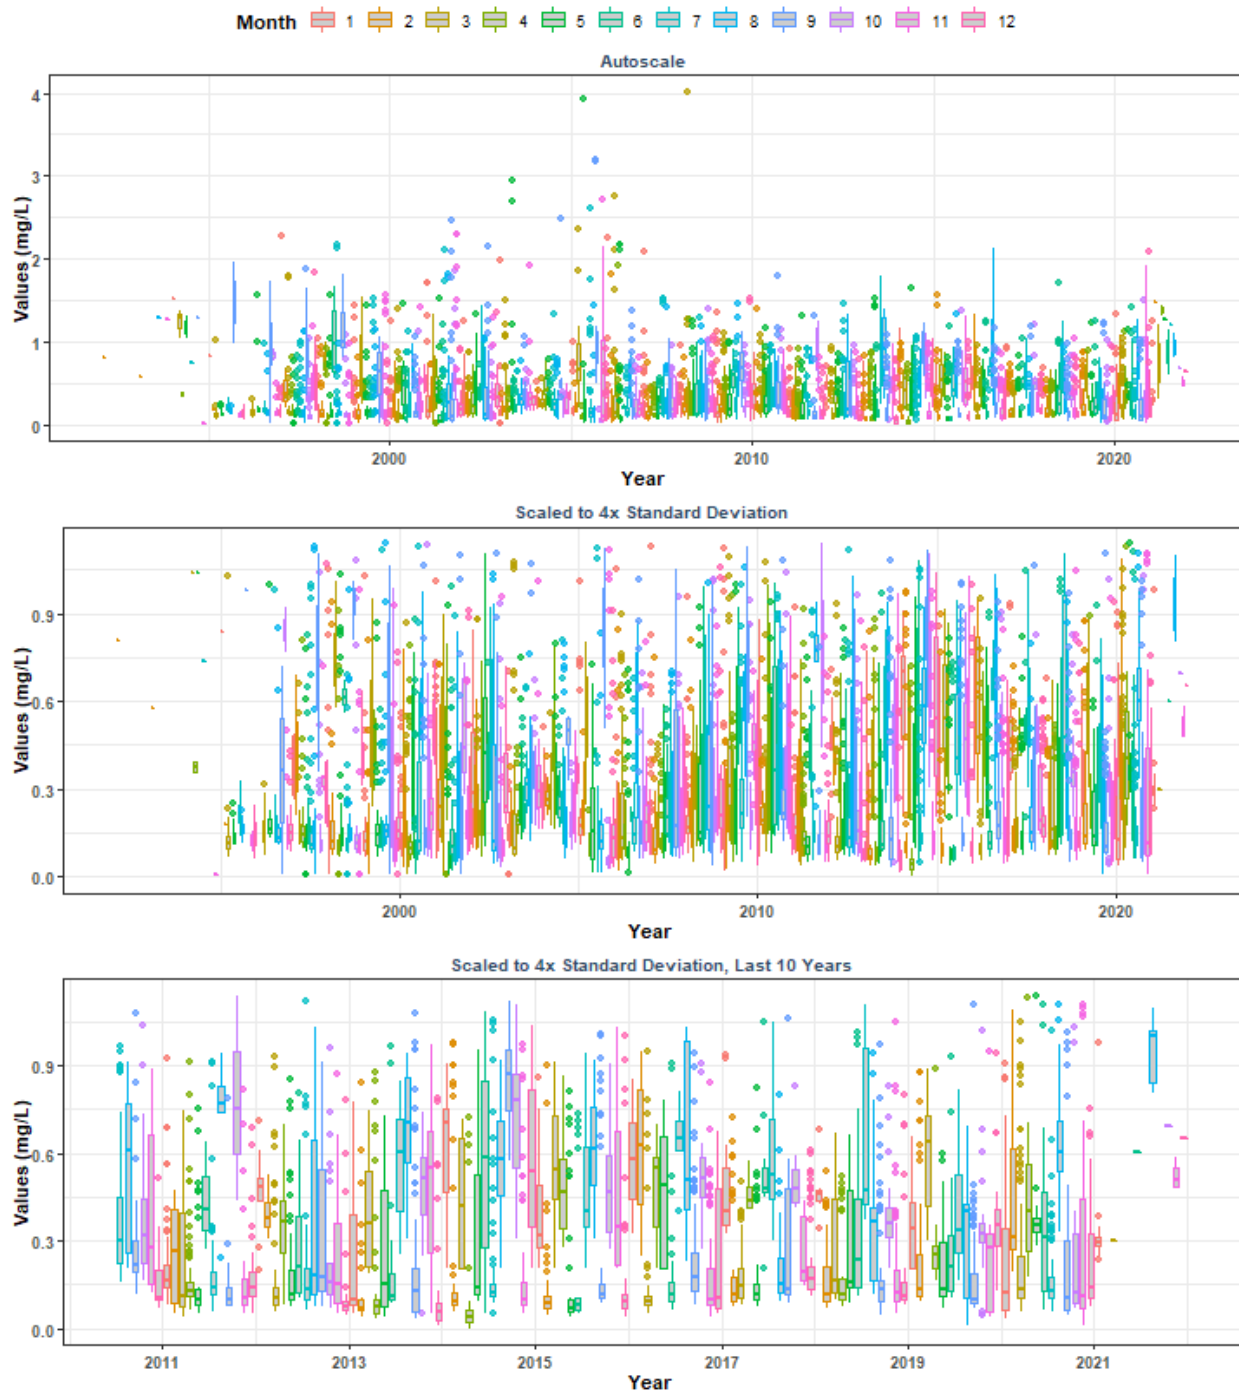 Month 1 2 3 4 5 6 7 8 9 10 11 12
Autoscale
Values (mg/L)
4
3
2
1
0
2000 2010 2020
Year
Scaled to 4x Standard Deviation
Values (mg/L)
0.9
0.6
0.3
0.0
2000 2010 2020
Year
Scaled to 4x Standard Deviation, Last 10 Years
Values (mg/L)
0.9
0.6
0.3
0.0
2011 2013 2015 2017 2019 2021
Year